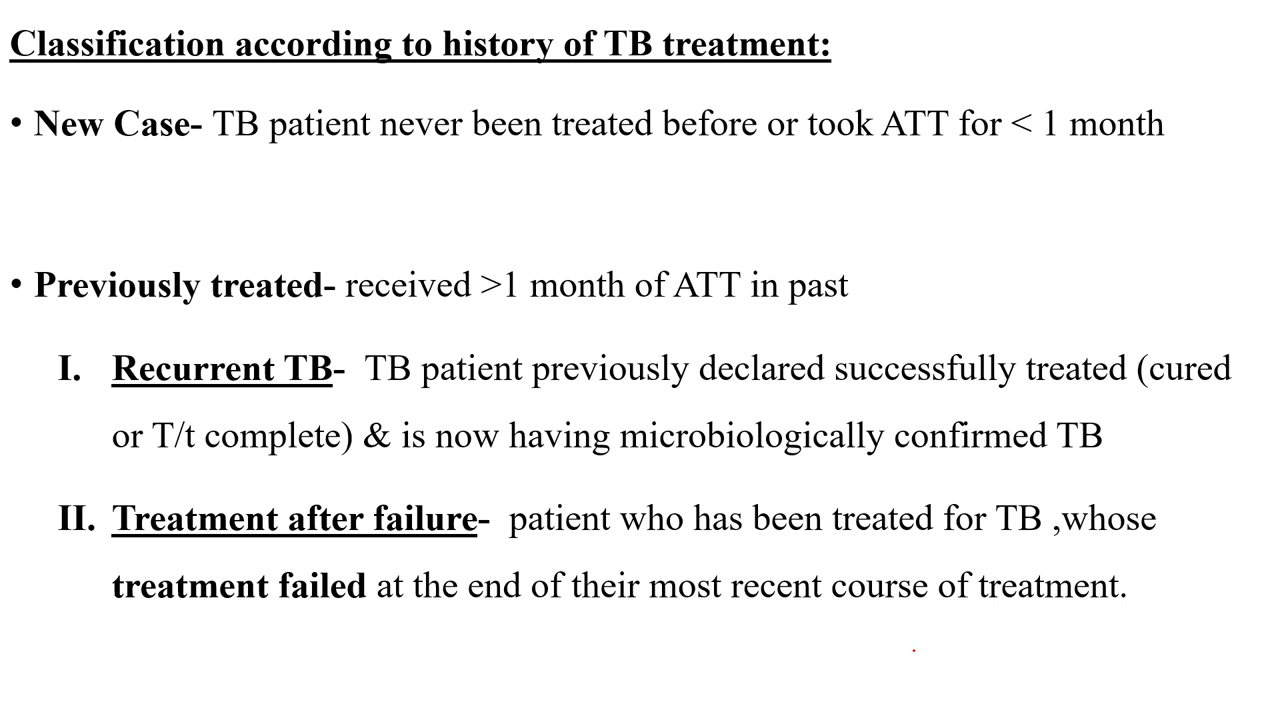 Classification according to history of TB treatment:
• New Case- TB patient never been treated before or took ATT for < 1 month
• Previously treated- received >1 month of ATT in past
I. Recurrent TB- TB patient previously declared successfully treated (cured
or T/t complete) & is now having microbiologically confirmed TB
II. Treatment after failure- patient who has been treated for TB ,whose
treatment failed at the end of their most recent course of treatment.